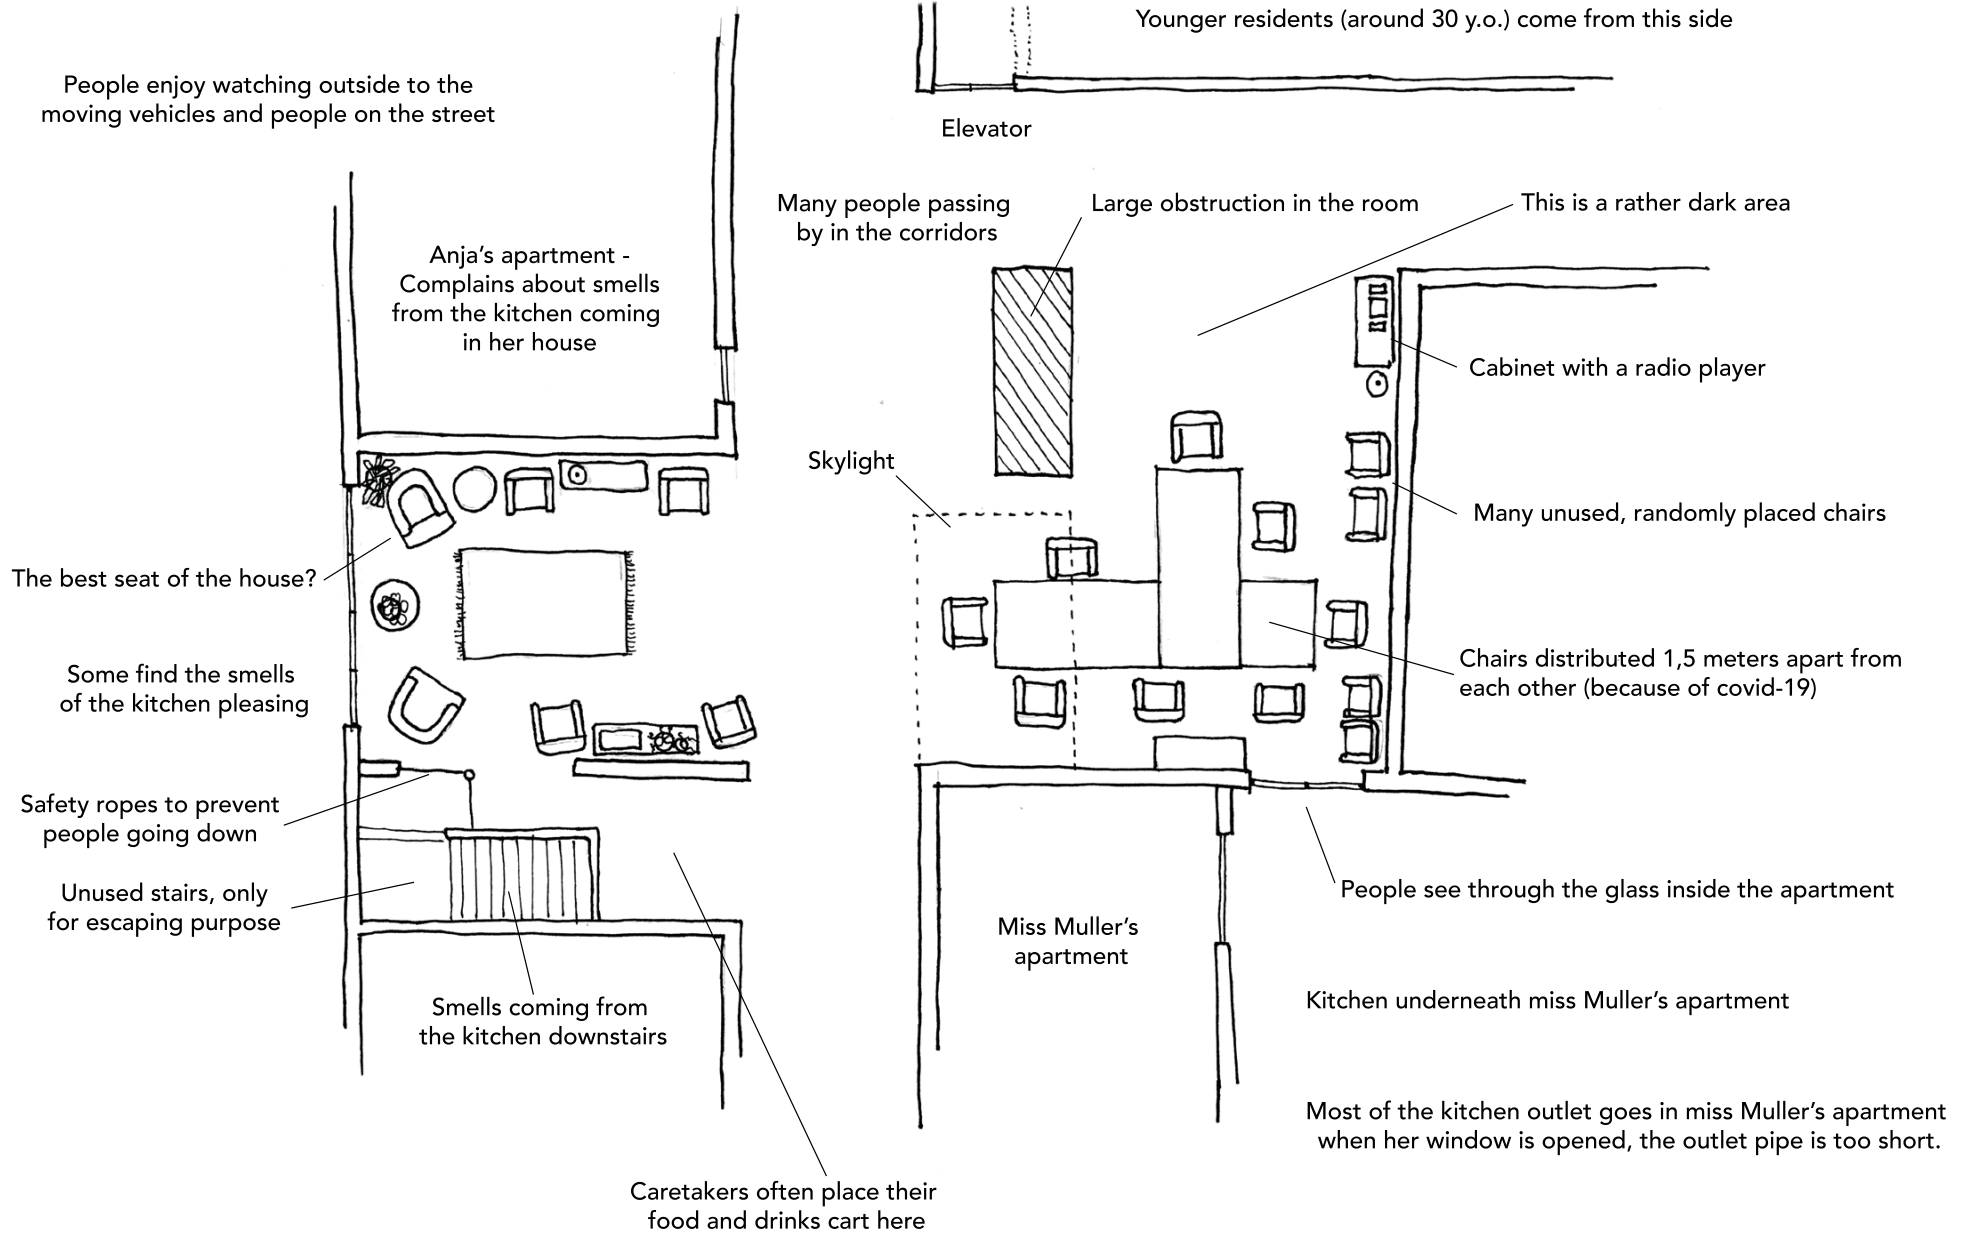 Younger residents (around 30 y.o.) come from this side
People enjoy watching outside to the
moving vehicles and people on the street
Elevator
Many people passing
by in the corridors
Large obstruction in the room
This is a rather dark area
Anja’s apartment -
Complains about smells
from the kitchen coming
in her house
Cabinet with a radio player
Skylight
Many unused, randomly placed chairs
The best seat of the house?
Some find the smells
of the kitchen pleasing
Chairs distributed 1,5 meters apart from
each other (because of covid-19)
Safety ropes to prevent
people going down
Unused stairs, only
for escaping purpose
People see through the glass inside the apartment
Miss Muller’s
apartment
Smells coming from
the kitchen downstairs
Kitchen underneath miss Muller’s apartment
Most of the kitchen outlet goes in miss Muller’s apartment
when her window is opened, the outlet pipe is too short.
Caretakers often place their
food and drinks cart here